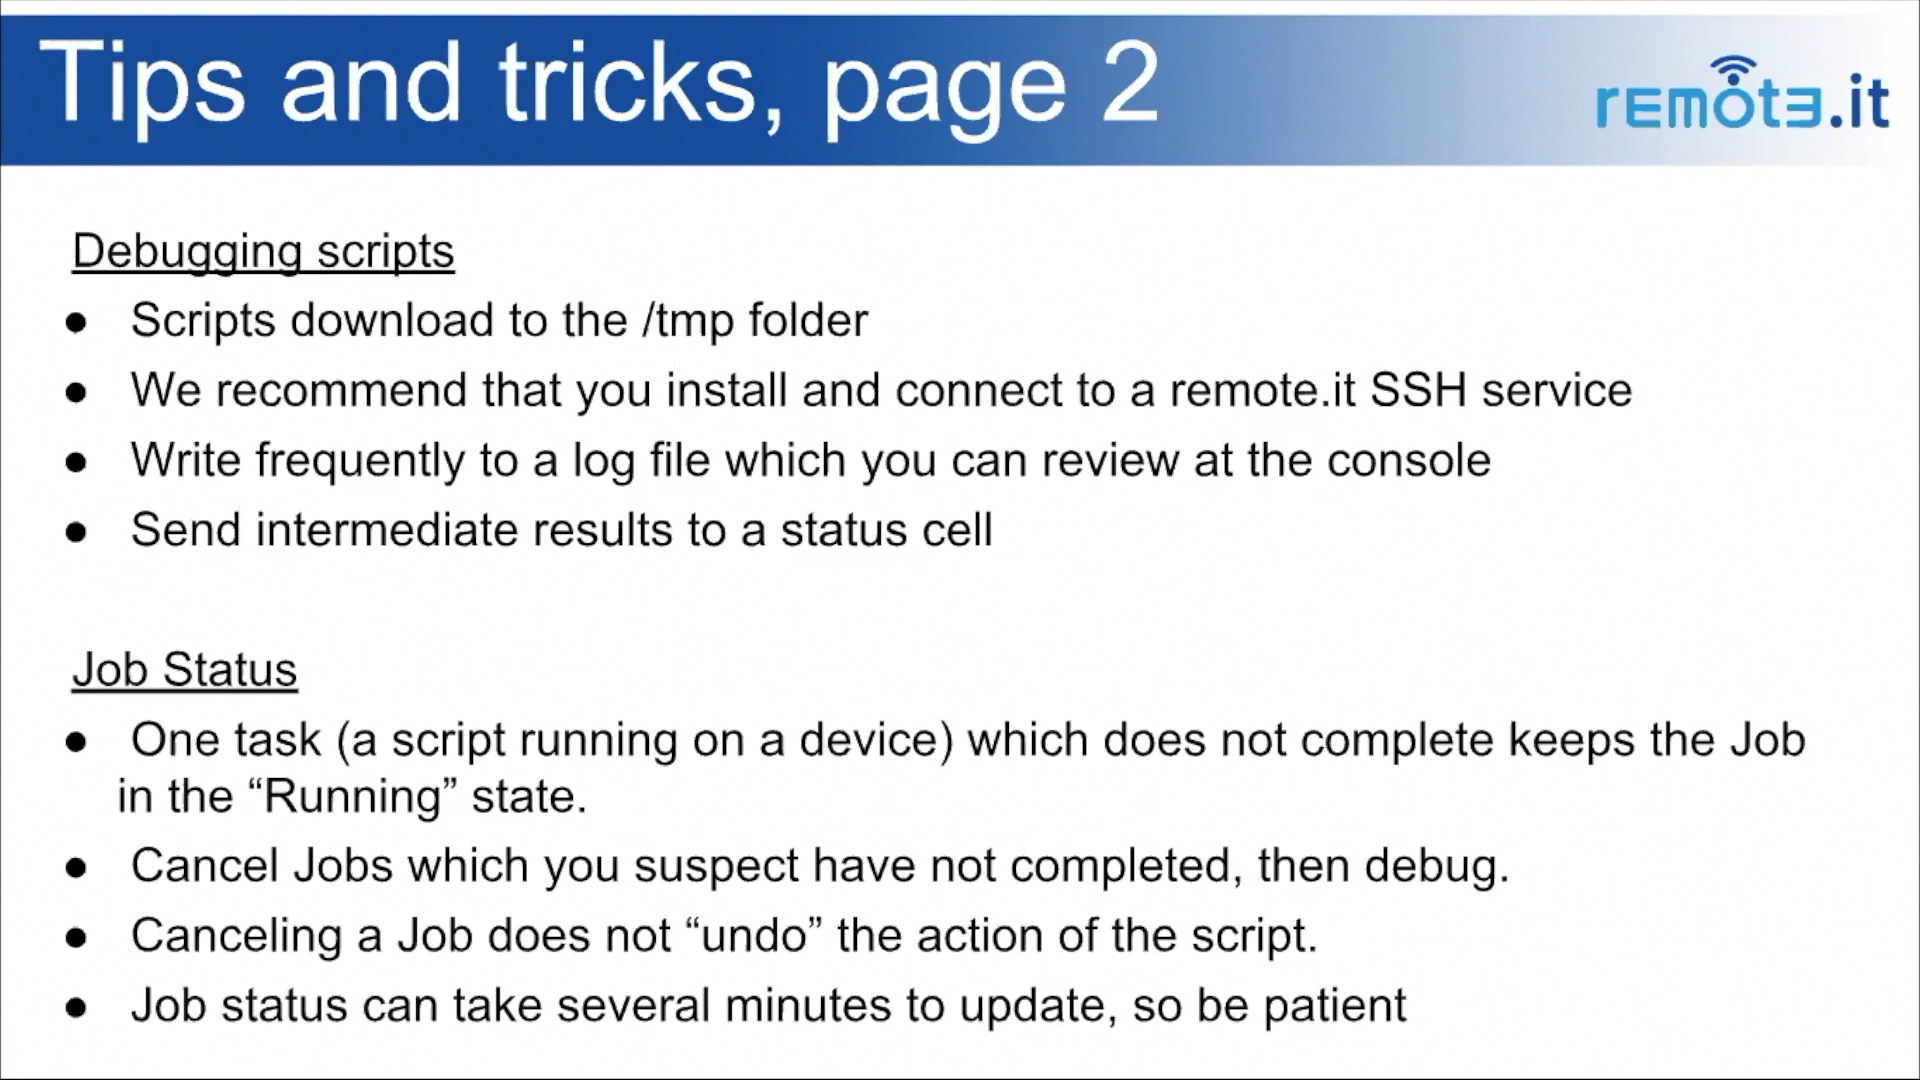 Tips and tricks, page 2
remote.it
Debugging scripts
● Scripts download to the /tmp folder
● We recommend that you install and connect to a remote.it SSH service
● Write frequently to a log file which you can review at the console
● Send intermediate results to a status cell
Job Status
● One task (a script running on a device) which does not complete keeps the Job
in the “Running” state.
● Cancel Jobs which you suspect have not completed, then debug.
● Canceling a Job does not “undo” the action of the script.
● Job status can take several minutes to update, so be patient